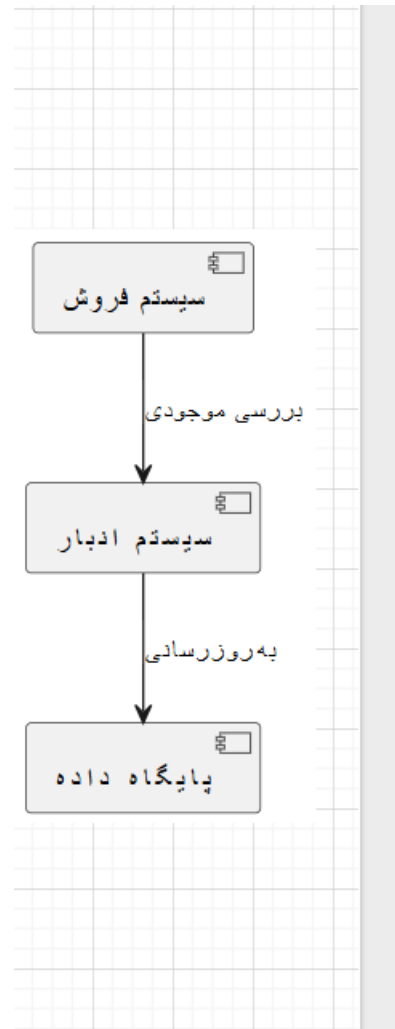 سیستم فروش
بررسی موجودی
سیستم انبار
به‌روزرسانی
پایگاه داده